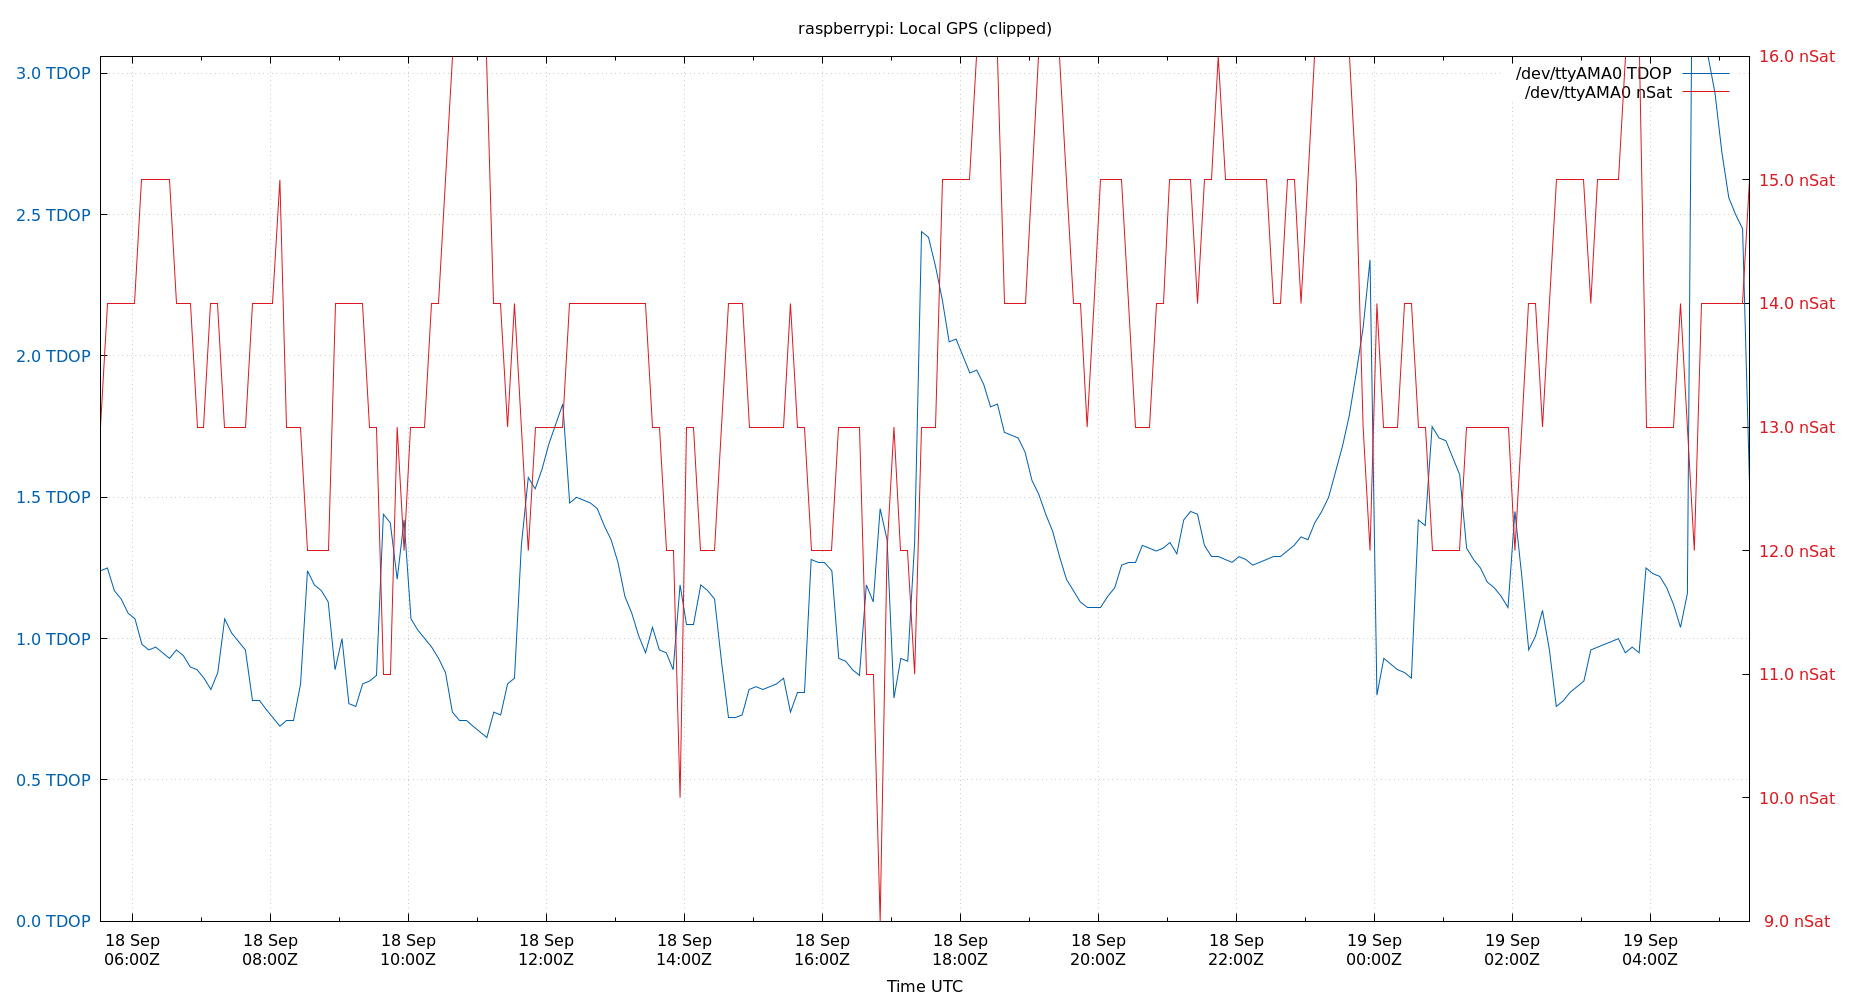 raspberrypi: Local GPS (clipped)
3.0 TDOP
2.5 TDOP
2.0 TDOP
1.5 TDOP
1.0 TDOP
0.5 TDOP
0.0 TDOP
16.0 nSat
15.0 nSat
14.0 nSat
13.0 nSat
12.0 nSat
11.0 nSat
10.0 nSat
9.0 nSat
/dev/ttyAMA0 TDOP
/dev/ttyAMA0 nSat
18 Sep
06:00Z
18 Sep
08:00Z
18 Sep
10:00Z
18 Sep
12:00Z
18 Sep
14:00Z
18 Sep
16:00Z
18 Sep
18:00Z
18 Sep
20:00Z
18 Sep
22:00Z
19 Sep
00:00Z
19 Sep
02:00Z
19 Sep
04:00Z
Time UTC